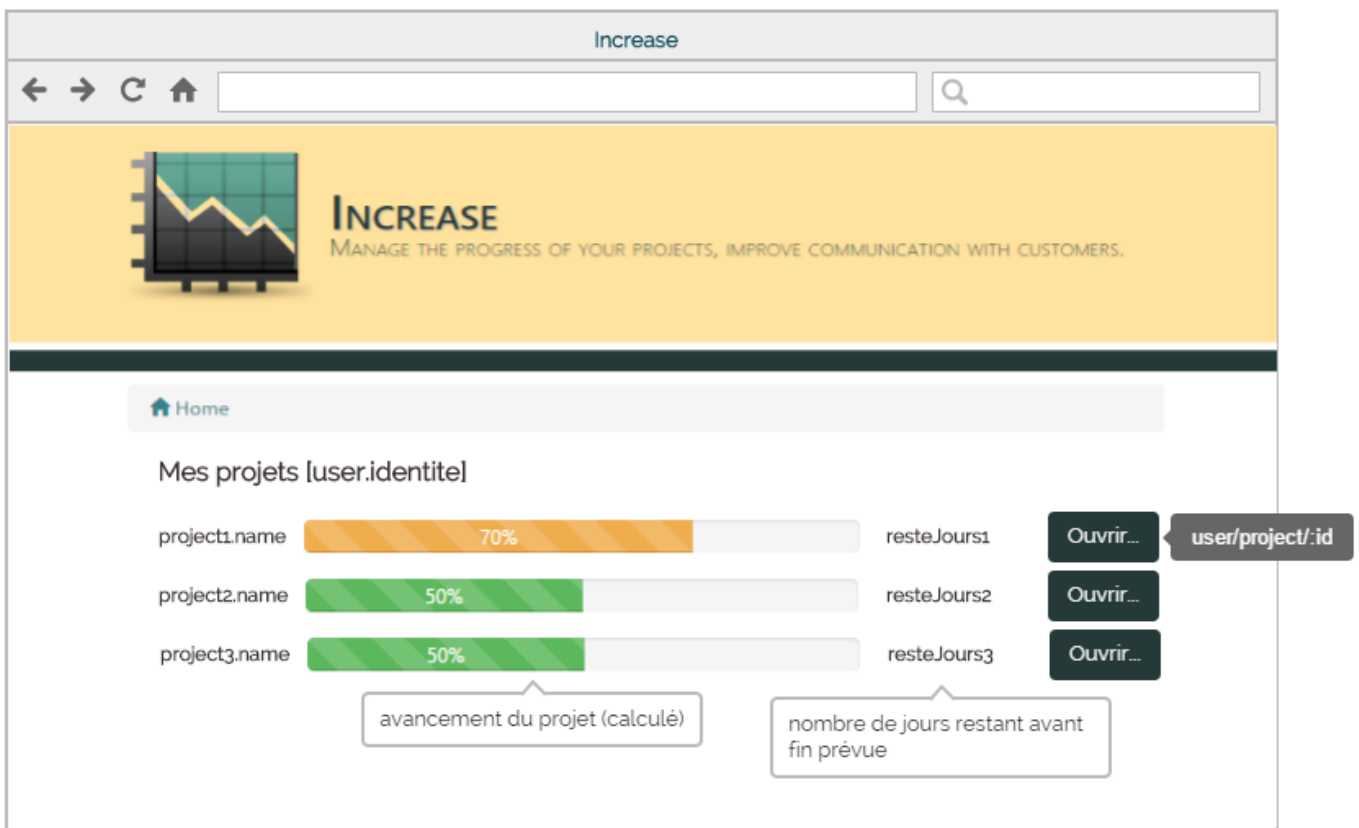 Increase
INCREASE
MANAGE THE PROGRESS OF YOUR PROJECTS, IMPROVE COMMUNICATION WITH CUSTOMERS.
Home
Mes projets [user.identite]
project1.name 70% resteJours1 Ouvrir... user/project/:id
project2.name 50% resteJours2 Ouvrir...
project3.name 50% resteJours3 Ouvrir...
avancement du projet (calculé)
nombre de jours restant avant
fin prévue